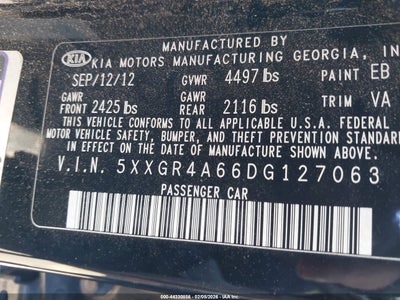 MANUFACTURED BY
KIA KIA MOTORS MANUFACTURING GEORGIA, IN
SEP/12/12 GVWR 4497 lbs PAINT EB
GAWR GAWR
FRONT 2425 lbs REAR 2116 lbs TRIM VA
THIS VEHICLE CONFORMS TO ALL APPLICABLE U.S.A. FEDERAL
MOTOR VEHICLE SAFETY, BUMPER, AND THEFT PREVENTION STANDARD
IN EFFECT ON THE DATE OF MANUFACTURE SHOWN ABOVE.
V.I.N. 5XXGR4A66DG127063
PASSENGER CAR